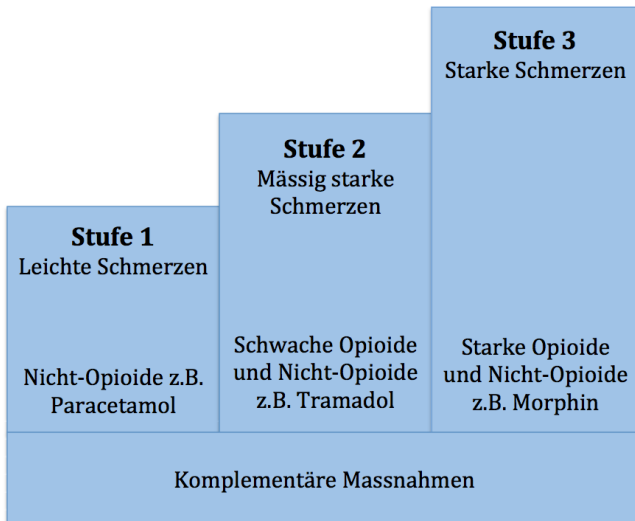 Stufe 1
Leichte Schmerzen
Nicht-Opioide z.B.
Paracetamol
Stufe 2
Mässig starke
Schmerzen
Schwache Opioide
und Nicht-Opioide
z.B. Tramadol
Stufe 3
Starke Schmerzen
Starke Opioide
und Nicht-Opioide
z.B. Morphin
Komplementäre Massnahmen